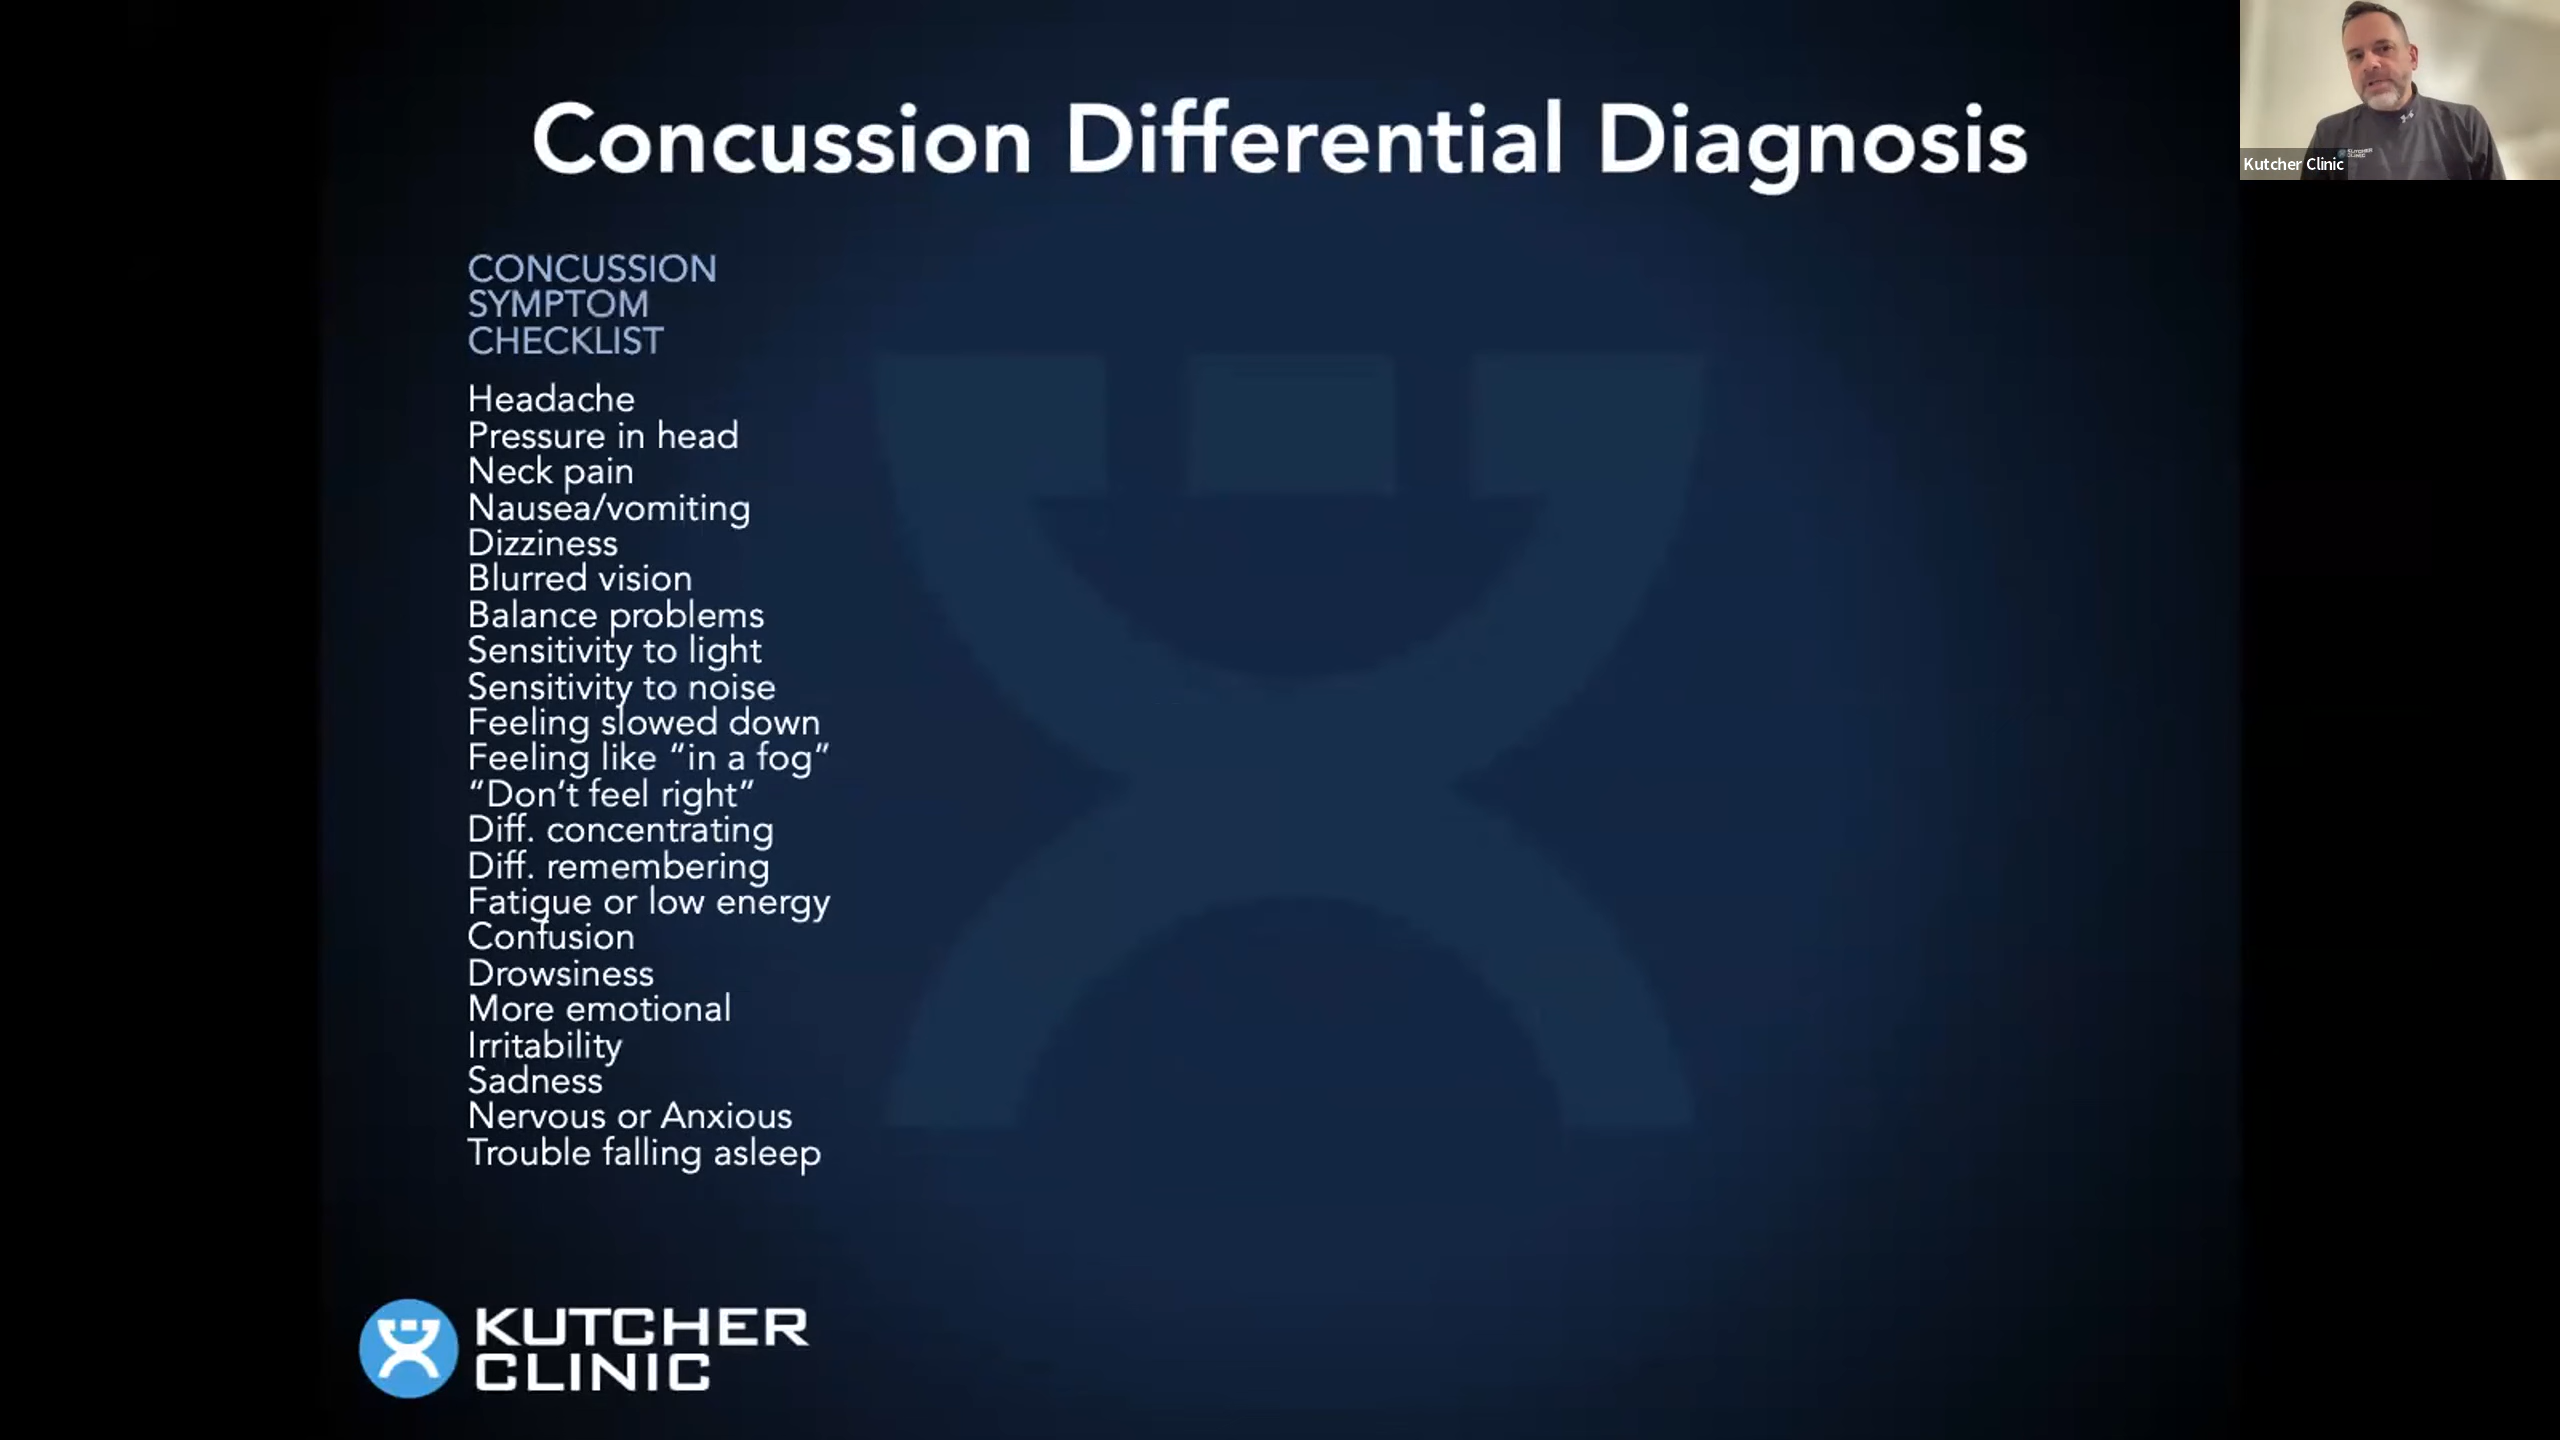 Concussion Differential Diagnosis
CONCUSSION
SYMPTOM
CHECKLIST
Headache
Pressure in head
Neck pain
Nausea/vomiting
Dizziness
Blurred vision
Balance problems
Sensitivity to light
Sensitivity to noise
Feeling slowed down
Feeling like “in a fog”
“Don’t feel right”
Diff. concentrating
Diff. remembering
Fatigue or low energy
Confusion
Drowsiness
More emotional
Irritability
Sadness
Nervous or Anxious
Trouble falling asleep
KUTCHER
CLINIC
Kutcher Clinic
KUTCHER
CLINIC